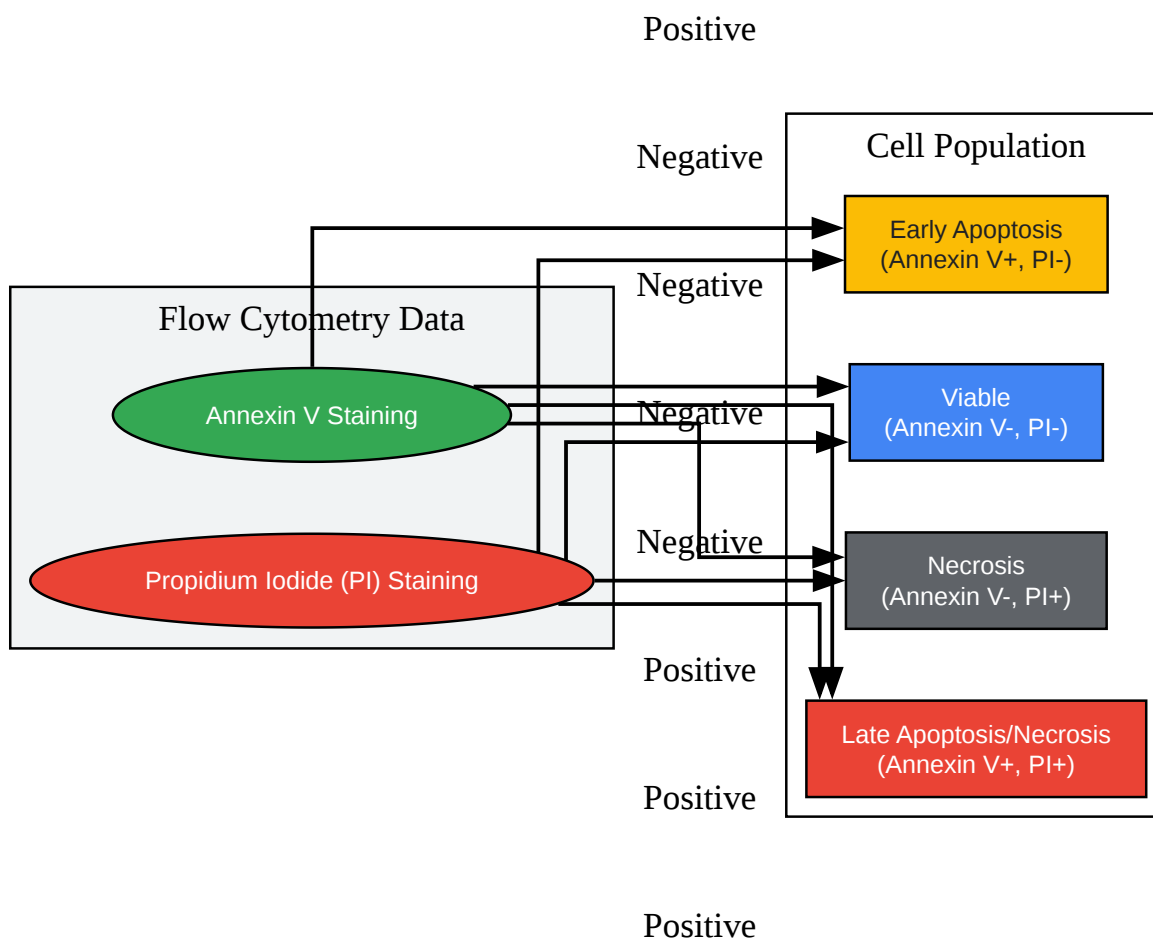 Positive
Negative
Cell Population
Early Apoptosis
(Annexin V+, PI-)
Negative
Flow Cytometry Data
Viable
(Annexin V-, PI-)
Negative
Annexin V Staining
Negative
Necrosis
(Annexin V-, PI+)
Propidium Iodide (PI) Staining
Positive
Late Apoptosis/Necrosis
(Annexin V+, PI+)
Positive
Positive